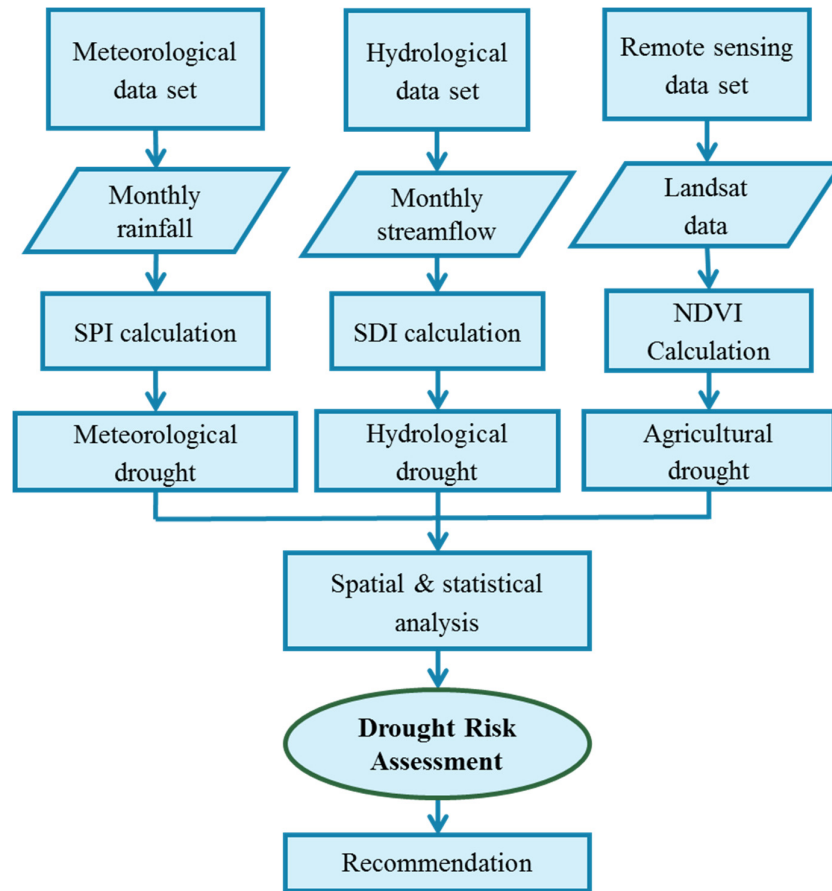 Meteorological
data set
Hydrological
data set
Remote sensing
data set
Monthly
rainfall
Monthly
streamflow
Landsat
data
SPI calculation
SDI calculation
NDVI
Calculation
Meteorological
drought
Hydrological
drought
Agricultural
drought
Spatial & statistical
analysis
Drought Risk
Assessment
Recommendation